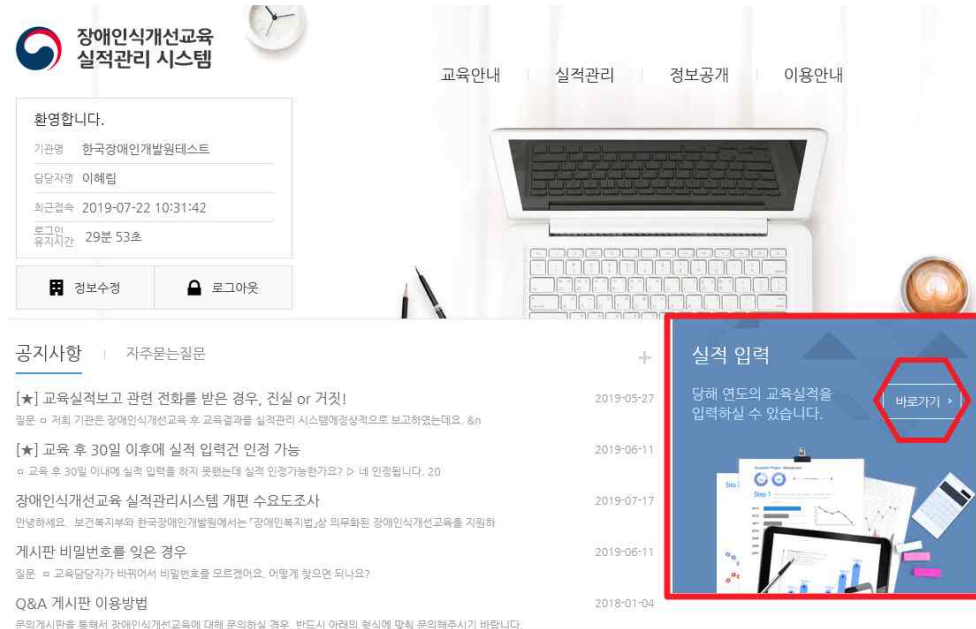 장애인식개선교육
실적관리 시스템
교육안내
실적관리
정보공개
이용안내
환영합니다.
기관명 한국장애인개발원테스트
담당자명 이혜림
최근접속 2019-07-22 10:31:42
로그인
유지시간 29분 53초
정보수정
로그아웃
공지사항
자주묻는질문
[★] 교육실적보고 관련 전화를 받은 경우, 진실 or 거짓! 2019-05-27
질문 ㅁ 저희 기관은 장애인식개선교육 후 교육결과를 실적관리 시스템에정상적으로 보고하였는데요. &n
[★] 교육 후 30일 이후에 실적 입력건 인정 가능 2019-06-11
ㅁ 교육 후 30일 이내에 실적 입력을 하지 못했는데 실적 인정가능한가요? ▷ 네 인정됩니다. 20
장애인식개선교육 실적관리시스템 개편 수요도조사 2019-07-17
안녕하세요. 보건복지부와 한국장애인개발원에서는 ｢장애인복지법｣상 의무화된 장애인식개선교육을 지원하
게시판 비밀번호를 잊은 경우 2019-06-11
질문 ㅁ 교육담당자가 바뀌어서 비밀번호를 모르겠어요. 어떻게 찾으면 되나요?
Q&A 게시판 이용방법 2018-01-04
문의게시판을 통해서 장애인식개선교육에 대해 문의하실 경우, 반드시 아래의 형식에 맞춰 문의해주시기 바랍니다.
실적 입력
당해 연도의 교육실적을
입력하실 수 있습니다.
바로가기 >
Step 1